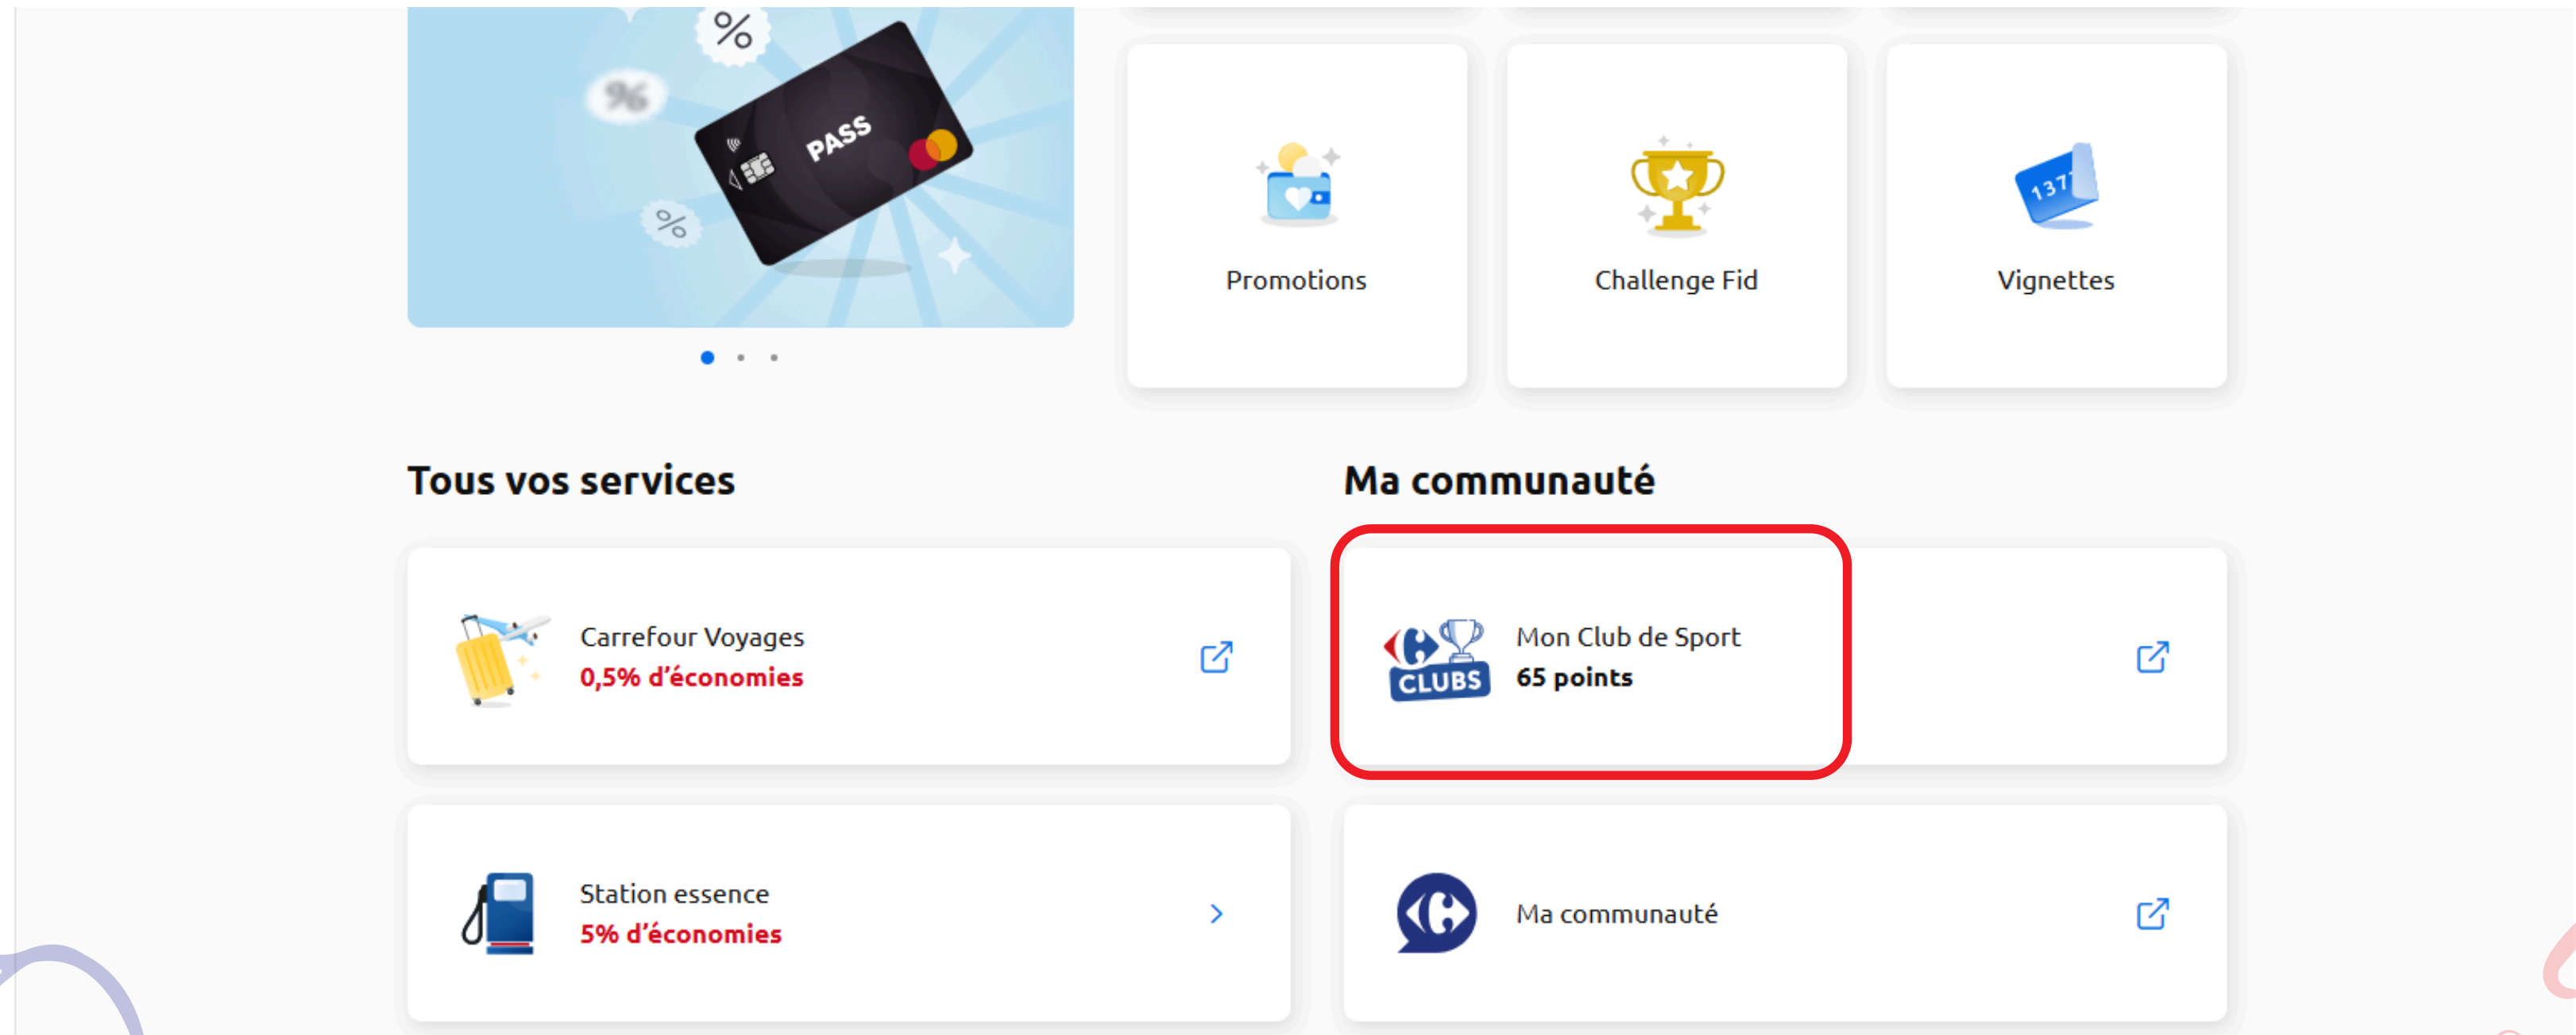 %
%
%
PASS
137
Promotions
Challenge Fid
Vignettes
Tous vos services
Ma communauté
Carrefour Voyages
0,5% d'économies
CLUBS
Mon Club de Sport
65 points
Station essence
5% d'économies
Ma communauté